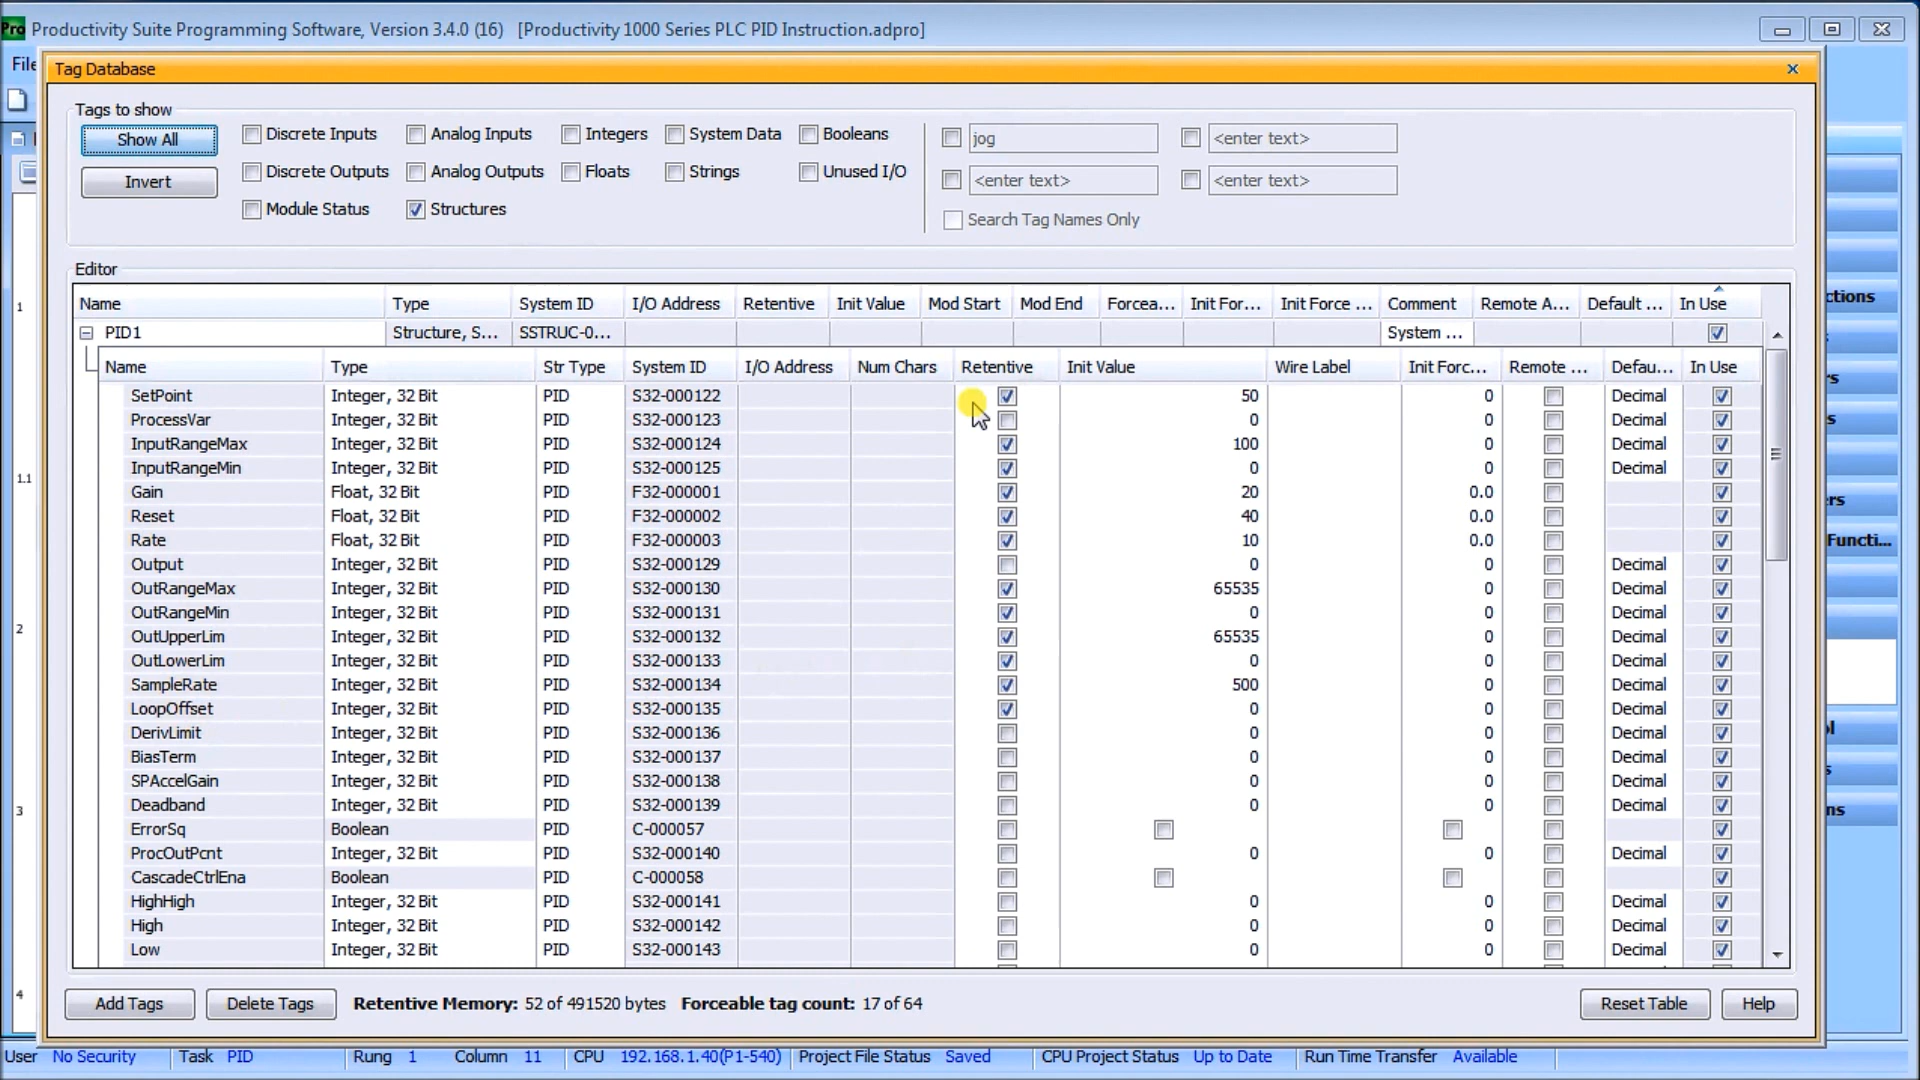 Pro Productivity Suite Programming Software, Version 3.4.0 (16) [Productivity 1000 Series PLC PID Instruction.adpro]
File
Tag Database
Tags to show
Show All Discrete Inputs Analog Inputs Integers System Data Booleans jog <enter text>
Invert Discrete Outputs Analog Outputs Floats Strings Unused I/O <enter text> <enter text>
Module Status Structures Search Tag Names Only
Editor
Name Type System ID I/O Address Retentive Init Value Mod Start Mod End Forcea... Init For... Init Force ... Comment Remote A... Default ... In Use
PID1 Structure, S... SSTRUC-0... System ...
Name Type Str Type System ID I/O Address Num Chars Retentive Init Value Wire Label Init Forc... Remote ... Defau... In Use
SetPoint Integer, 32 Bit PID S32-000122 50 0 Decimal
ProcessVar Integer, 32 Bit PID S32-000123 0 0 Decimal
InputRangeMax Integer, 32 Bit PID S32-000124 100 0 Decimal
InputRangeMin Integer, 32 Bit PID S32-000125 0 0 Decimal
Gain Float, 32 Bit PID F32-000001 20 0.0
Reset Float, 32 Bit PID F32-000002 40 0.0
Rate Float, 32 Bit PID F32-000003 10 0.0
Output Integer, 32 Bit PID S32-000129 0 0 Decimal
OutRangeMax Integer, 32 Bit PID S32-000130 65535 0 Decimal
OutRangeMin Integer, 32 Bit PID S32-000131 0 0 Decimal
OutUpperLim Integer, 32 Bit PID S32-000132 65535 0 Decimal
OutLowerLim Integer, 32 Bit PID S32-000133 0 0 Decimal
SampleRate Integer, 32 Bit PID S32-000134 500 0 Decimal
LoopOffset Integer, 32 Bit PID S32-000135 0 0 Decimal
DerivLimit Integer, 32 Bit PID S32-000136 0 0 Decimal
BiasTerm Integer, 32 Bit PID S32-000137 0 0 Decimal
SPAccelGain Integer, 32 Bit PID S32-000138 0 0 Decimal
Deadband Integer, 32 Bit PID S32-000139 0 0 Decimal
ErrorSq Boolean PID C-000057
ProcOutPcnt Integer, 32 Bit PID S32-000140 0 0 Decimal
CascadeCtrlEna Boolean PID C-000058
HighHigh Integer, 32 Bit PID S32-000141 0 0 Decimal
High Integer, 32 Bit PID S32-000142 0 0 Decimal
Low Integer, 32 Bit PID S32-000143 0 0 Decimal
1
1.1
2
3
4
ctions
rs
s
ers
Functi...
ol
s
ns
Add Tags Delete Tags Retentive Memory: 52 of 491520 bytes Forceable tag count: 17 of 64 Reset Table Help
User No Security Task PID Rung 1 Column 11 CPU 192.168.1.40(P1-540) Project File Status Saved CPU Project Status Up to Date Run Time Transfer Available